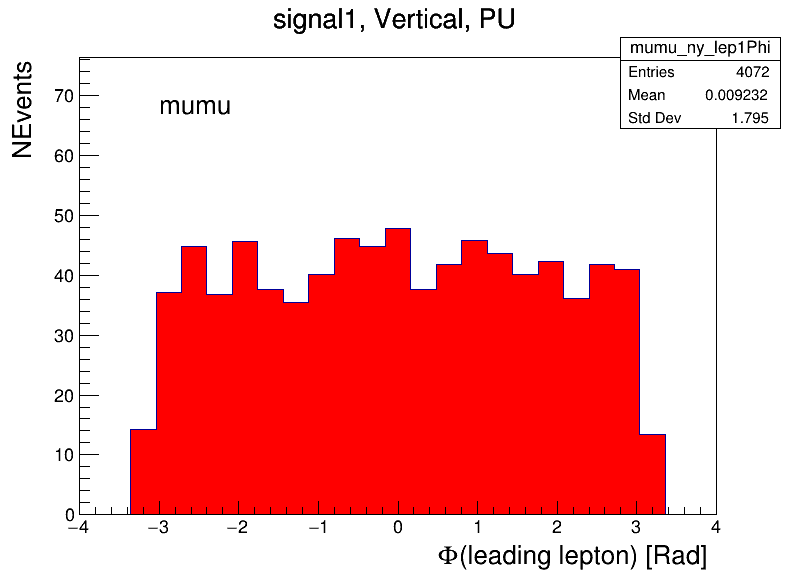 signal1, Vertical, PU
mumu_ny_lep1Phi
Entries 4072
Mean 0.009232
Std Dev 1.795
NEvents
mumu
70
60
50
40
30
20
10
0
−4 −3 −2 −1 0 1 2 3 4
Φ(leading lepton) [Rad]